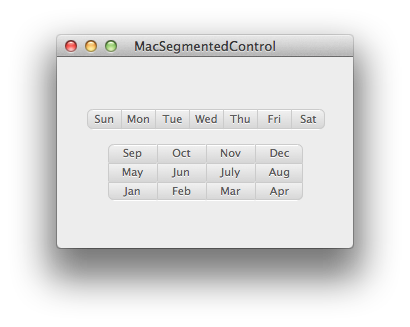 MacSegmentedControl
Sun Mon Tue Wed Thu Fri Sat
Sep Oct Nov Dec
May Jun July Aug
Jan Feb Mar Apr